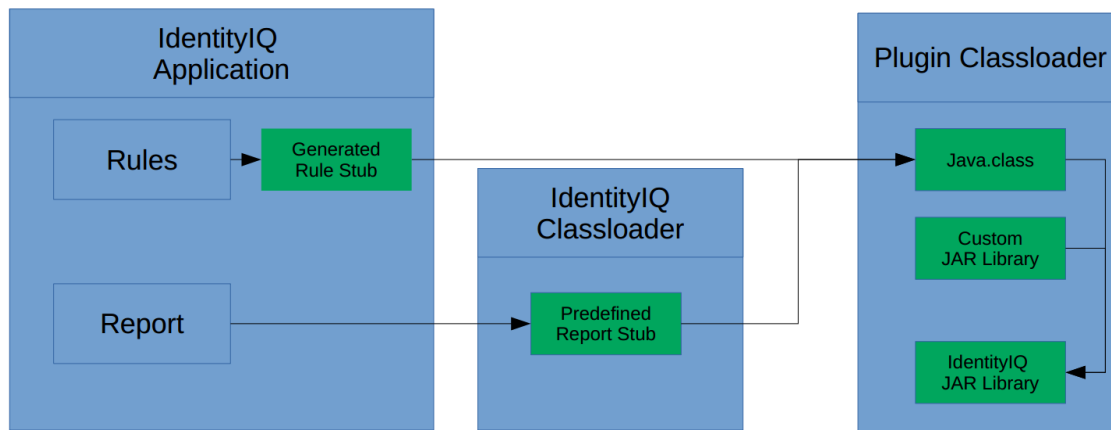 IdentityIQ
Application
Rules
Generated
Rule Stub
Report
IdentityIQ
Classloader
Predefined
Report Stub
Plugin Classloader
Java.class
Custom
JAR Library
IdentityIQ
JAR Library